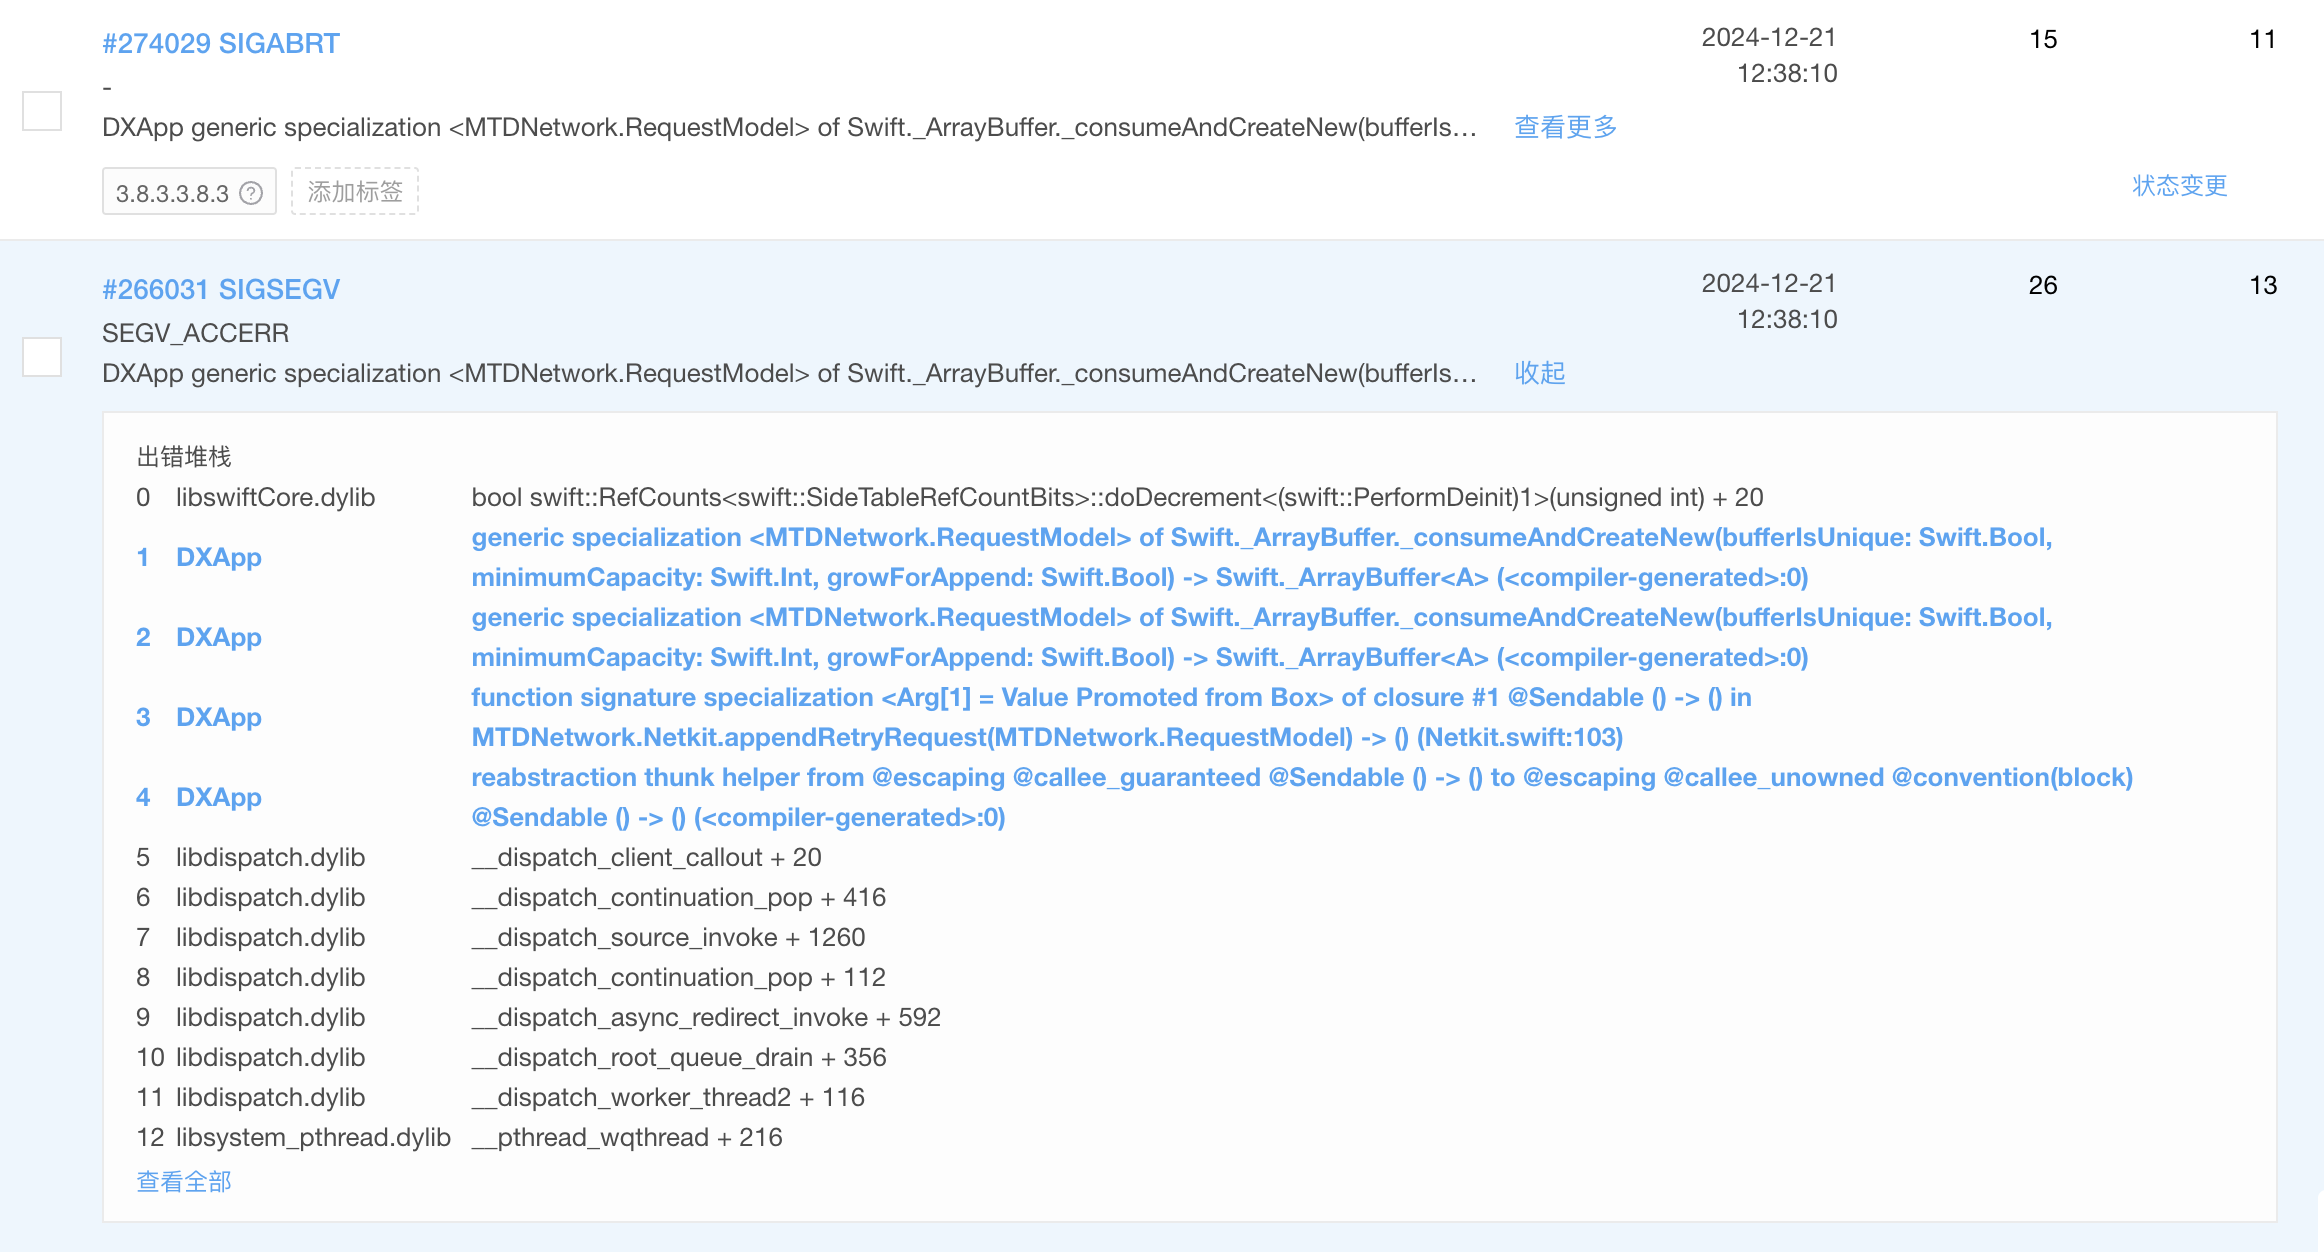 #274029 SIGABRT
2024-12-21
12:38:10
15
11
-
DXApp generic specialization <MTDNetwork.RequestModel> of Swift._ArrayBuffer._consumeAndCreateNew(bufferIs...
查看更多
3.8.3.3.8.3 ?
添加标签
状态变更
#266031 SIGSEGV
2024-12-21
12:38:10
26
13
SEGV_ACCERR
DXApp generic specialization <MTDNetwork.RequestModel> of Swift._ArrayBuffer._consumeAndCreateNew(bufferIs...
收起
出错堆栈
0 libswiftCore.dylib bool swift::RefCounts<swift::SideTableRefCountBits>::doDecrement<(swift::PerformDeinit)1>(unsigned int) + 20
1 DXApp generic specialization <MTDNetwork.RequestModel> of Swift._ArrayBuffer._consumeAndCreateNew(bufferIsUnique: Swift.Bool,
minimumCapacity: Swift.Int, growForAppend: Swift.Bool) -> Swift._ArrayBuffer<A> (<compiler-generated>:0)
2 DXApp generic specialization <MTDNetwork.RequestModel> of Swift._ArrayBuffer._consumeAndCreateNew(bufferIsUnique: Swift.Bool,
minimumCapacity: Swift.Int, growForAppend: Swift.Bool) -> Swift._ArrayBuffer<A> (<compiler-generated>:0)
3 DXApp function signature specialization <Arg[1] = Value Promoted from Box> of closure #1 @Sendable () -> () in
MTDNetwork.Netkit.appendRetryRequest(MTDNetwork.RequestModel) -> () (Netkit.swift:103)
4 DXApp reabstraction thunk helper from @escaping @callee_guaranteed @Sendable () -> () to @escaping @callee_unowned @convention(block)
@Sendable () -> () (<compiler-generated>:0)
5 libdispatch.dylib __dispatch_client_callout + 20
6 libdispatch.dylib __dispatch_continuation_pop + 416
7 libdispatch.dylib __dispatch_source_invoke + 1260
8 libdispatch.dylib __dispatch_continuation_pop + 112
9 libdispatch.dylib __dispatch_async_redirect_invoke + 592
10 libdispatch.dylib __dispatch_root_queue_drain + 356
11 libdispatch.dylib __dispatch_worker_thread2 + 116
12 libsystem_pthread.dylib __pthread_wqthread + 216
查看全部